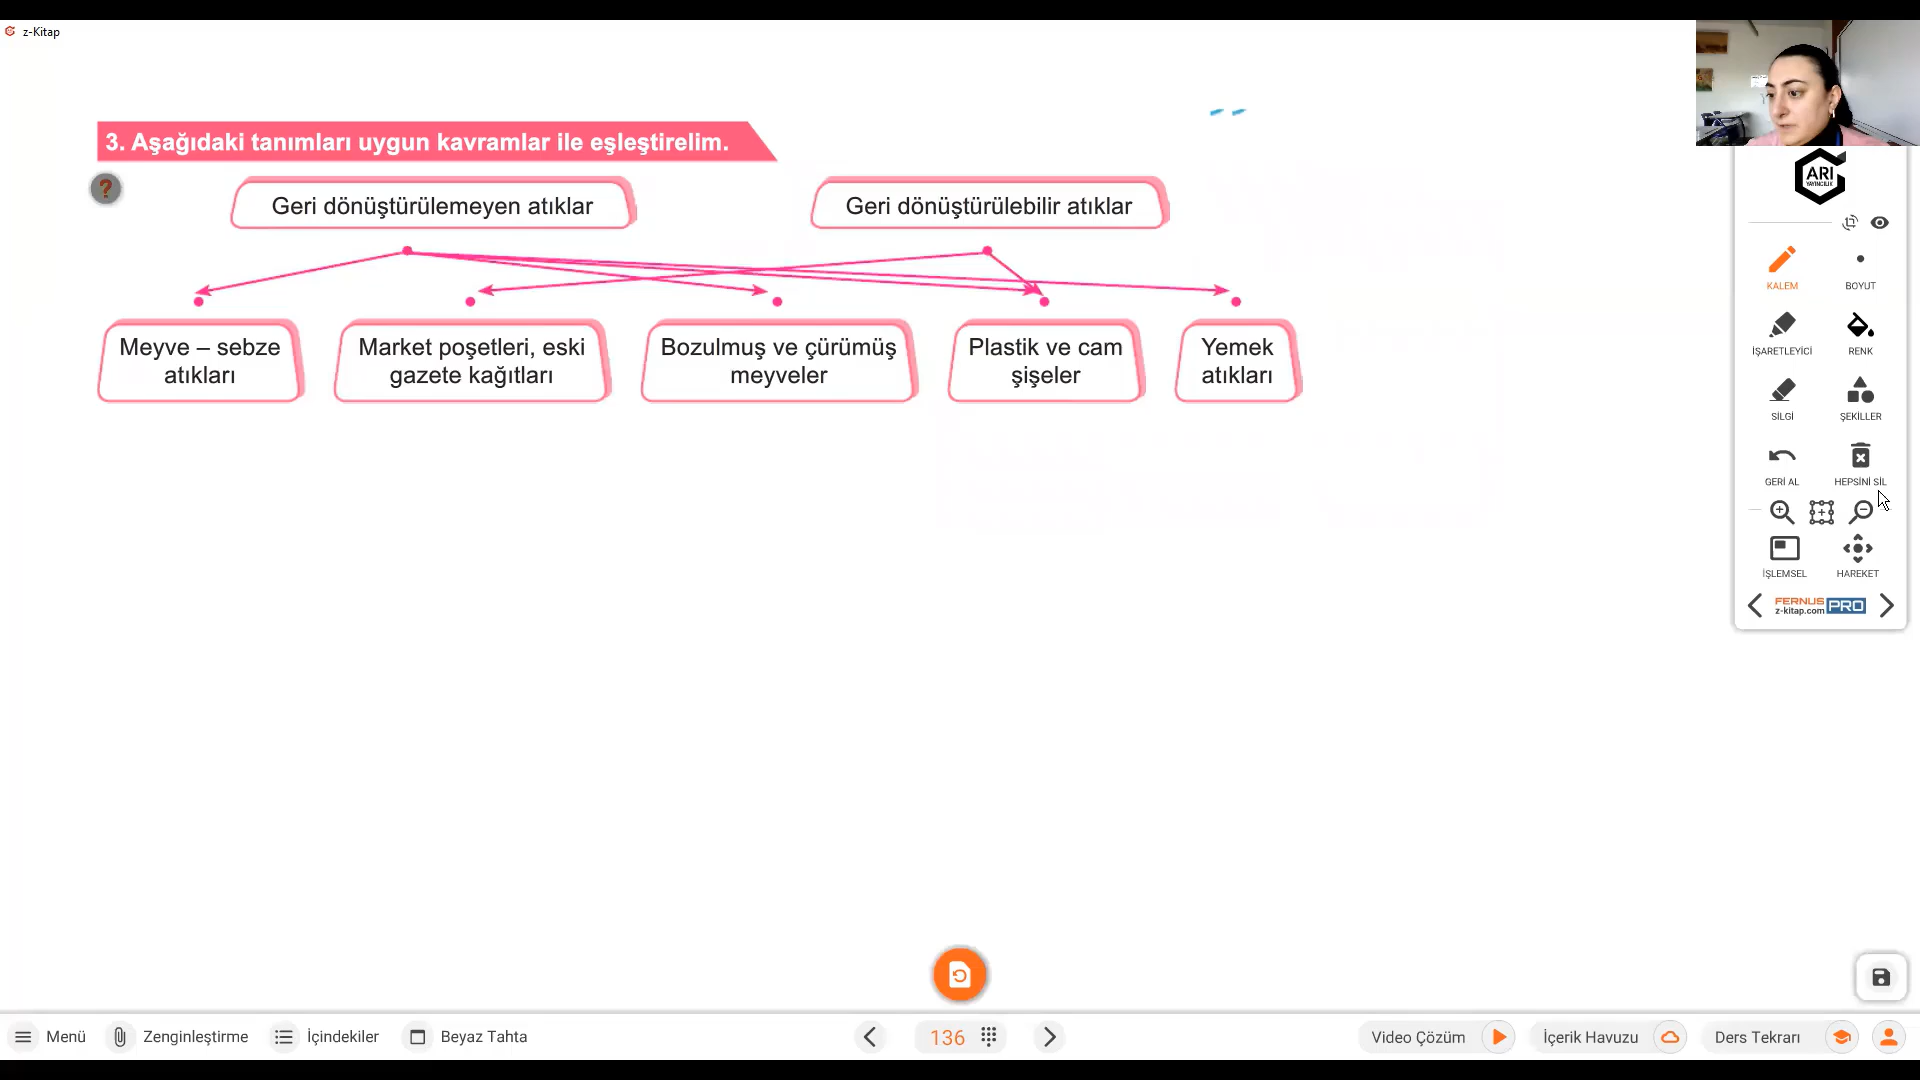 z-Kitap
3. Aşağıdaki tanımları uygun kavramlar ile eşleştirelim.
?
Geri dönüştürülemeyen atıklar
Geri dönüştürülebilir atıklar
Meyve – sebze
atıkları
Market poşetleri, eski
gazete kağıtları
Bozulmuş ve çürümüş
meyveler
Plastik ve cam
şişeler
Yemek
atıkları
ARI
YAYINCILIK
KALEM
BOYUT
İŞARETLEYİCİ
RENK
SİLGİ
ŞEKİLLER
GERİ AL
HEPSİNİ SİL
İŞLEMSEL
HAREKET
FERNUS
z-kitap.com
PRO
Menü
Zenginleştirme
İçindekiler
Beyaz Tahta
136
Video Çözüm
İçerik Havuzu
Ders Tekrarı